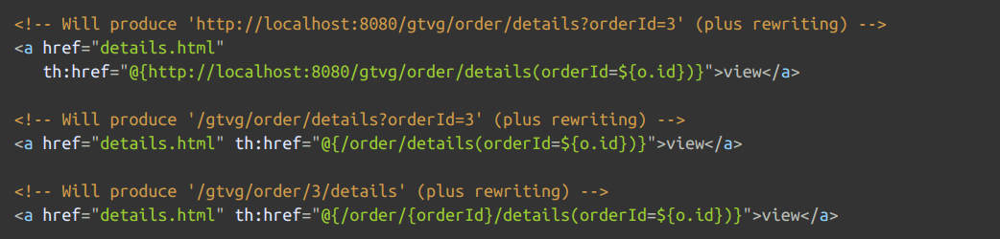 <!-- Will produce 'http://localhost:8080/gtvg/order/details?orderId=3' (plus rewriting) -->
<a href="details.html"
   th:href="@{http://localhost:8080/gtvg/order/details(orderId=${o.id})}">view</a>

<!-- Will produce '/gtvg/order/details?orderId=3' (plus rewriting) -->
<a href="details.html" th:href="@{/order/details(orderId=${o.id})}">view</a>

<!-- Will produce '/gtvg/order/3/details' (plus rewriting) -->
<a href="details.html" th:href="@{/order/{orderId}/details(orderId=${o.id})}">view</a>